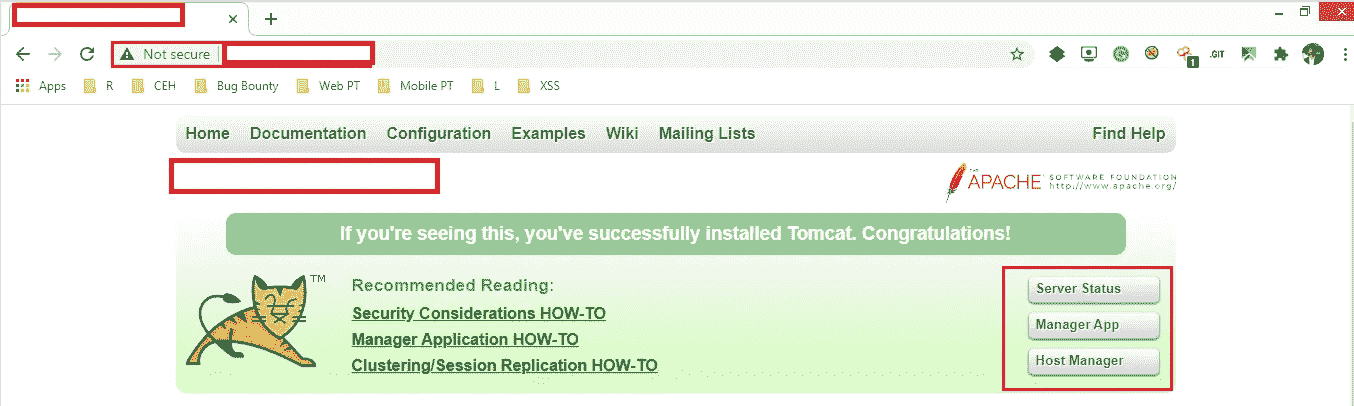 Not secure
1
.GIT
Apps R CEH Bug Bounty Web PT Mobile PT L XSS
Home Documentation Configuration Examples Wiki Mailing Lists Find Help
THE
APACHE SOFTWARE FOUNDATION
http://www.apache.org/
If you're seeing this, you've successfully installed Tomcat. Congratulations!
TM
Recommended Reading:
Security Considerations HOW-TO
Manager Application HOW-TO
Clustering/Session Replication HOW-TO
Server Status
Manager App
Host Manager